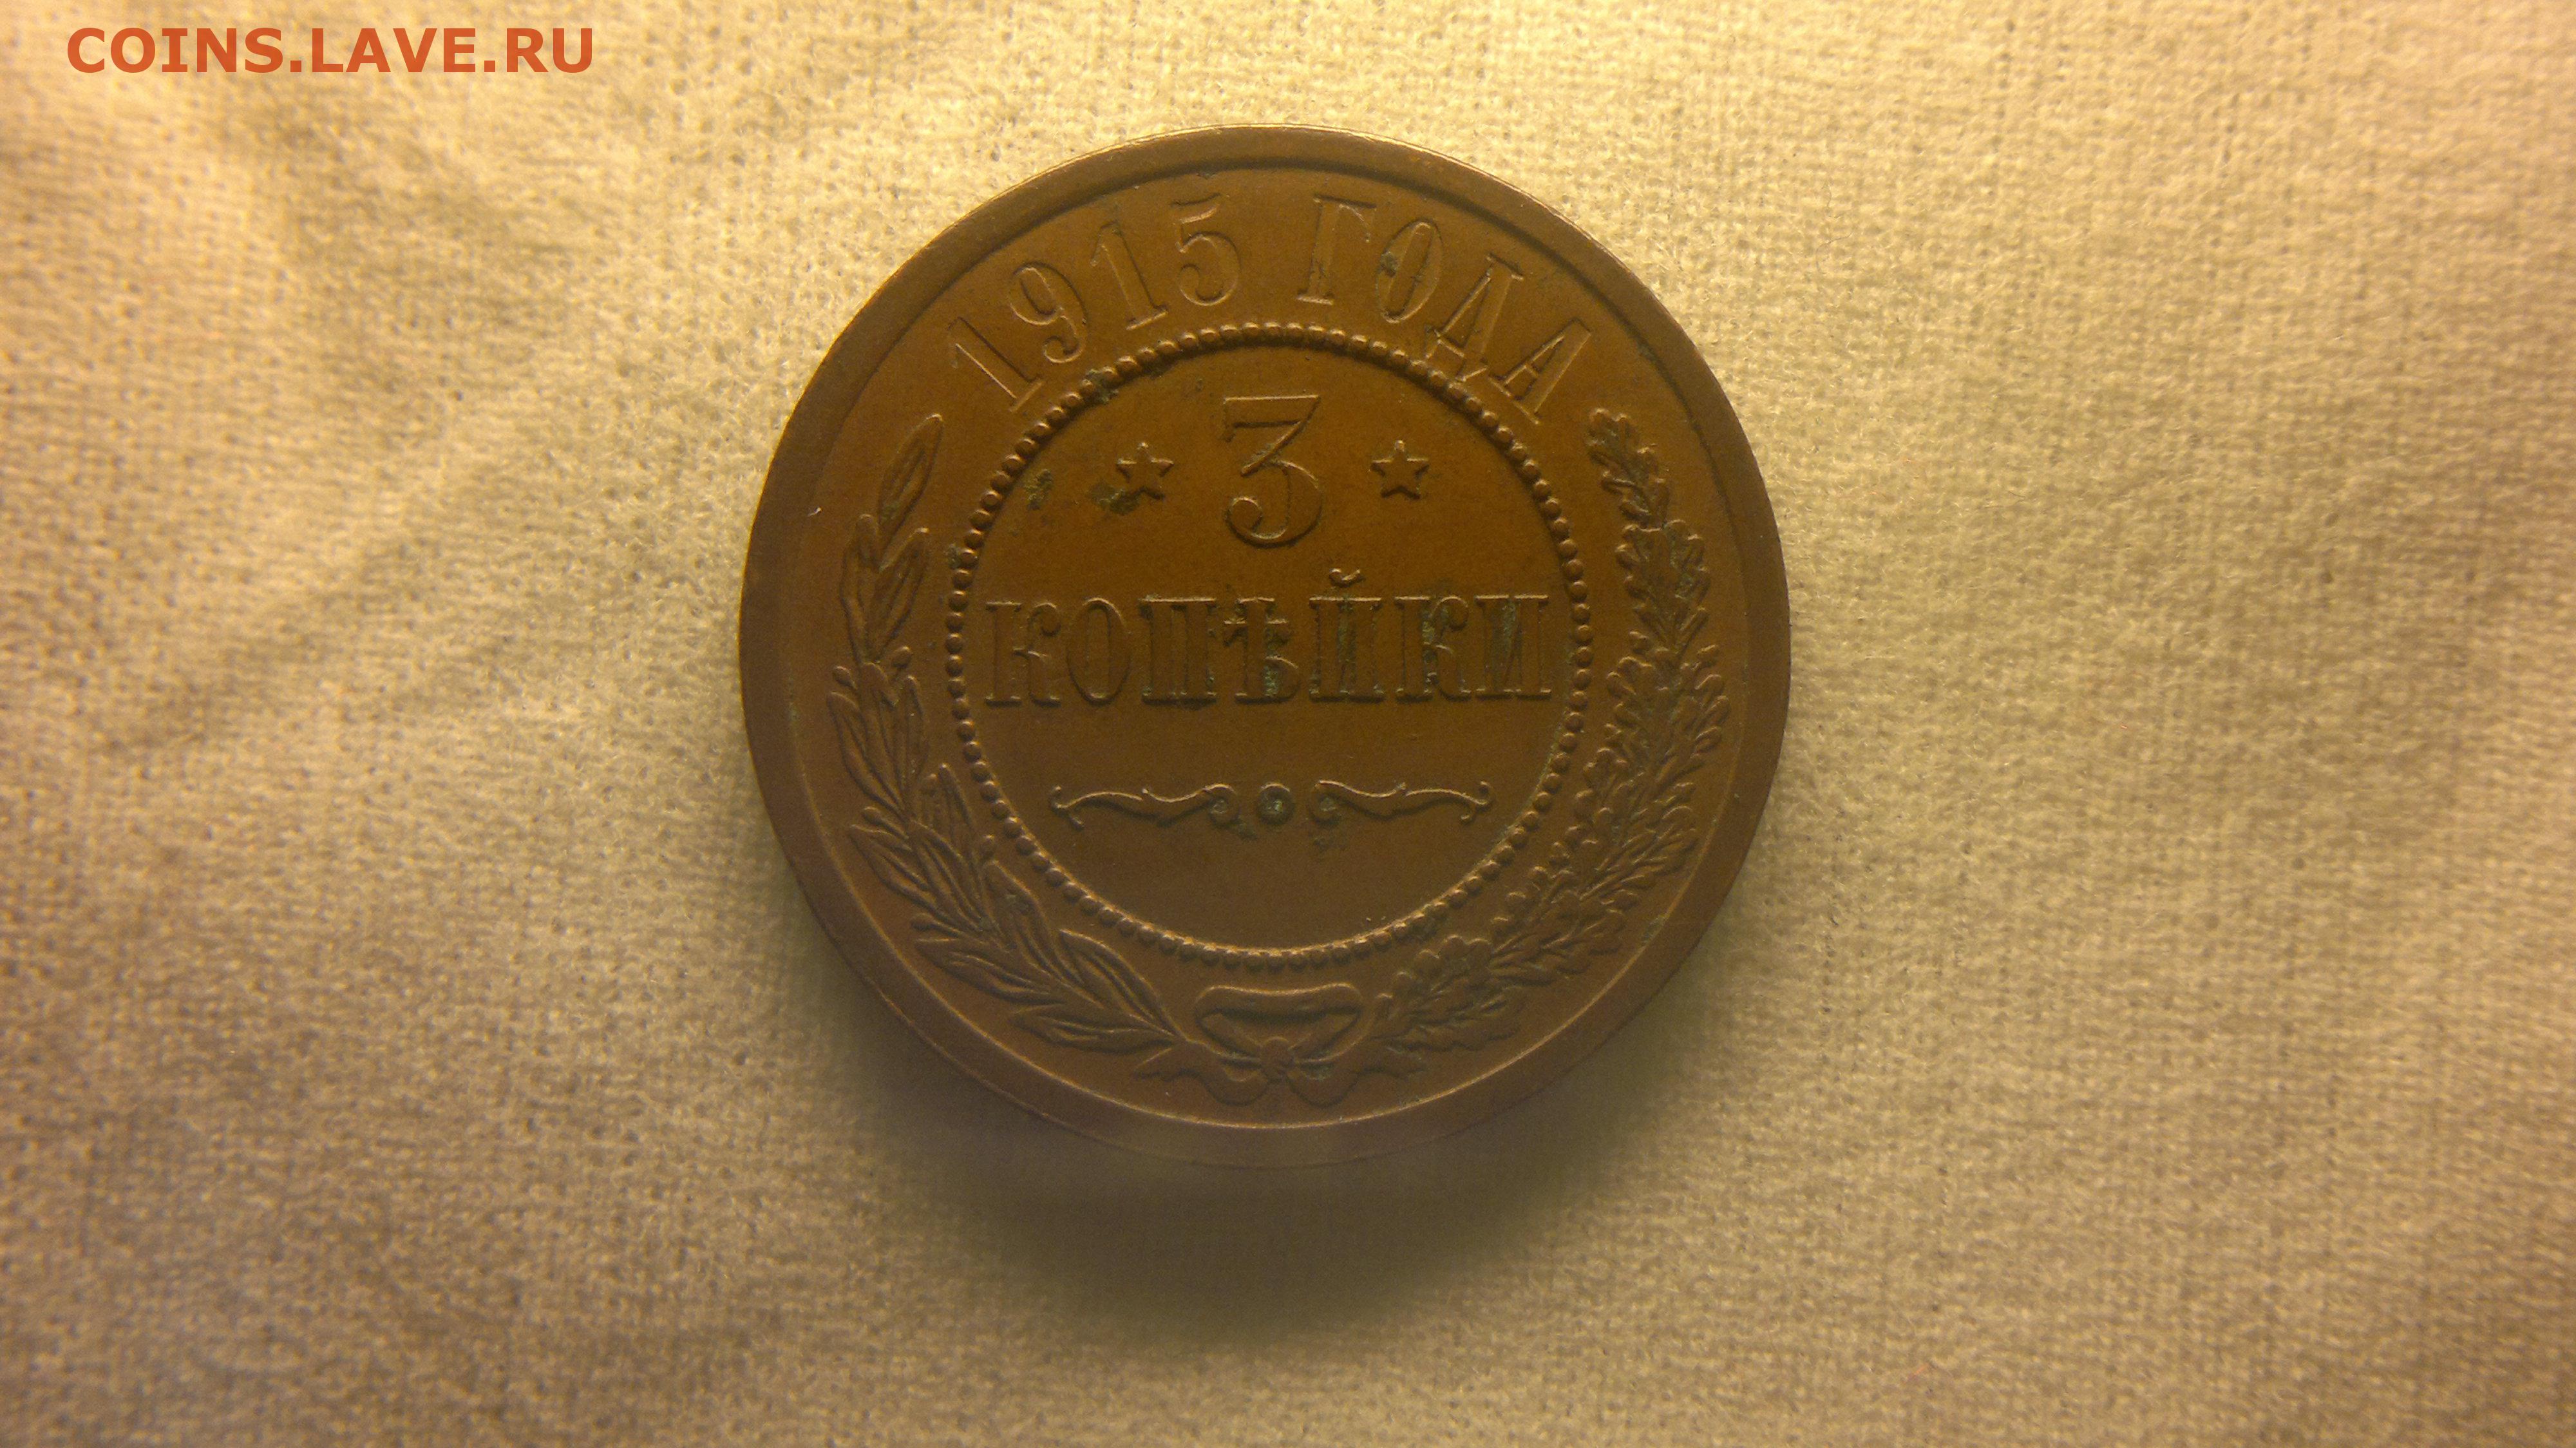 COINS.LAVE.RU
1915 ГОДА
3
КОПѢЙКИ